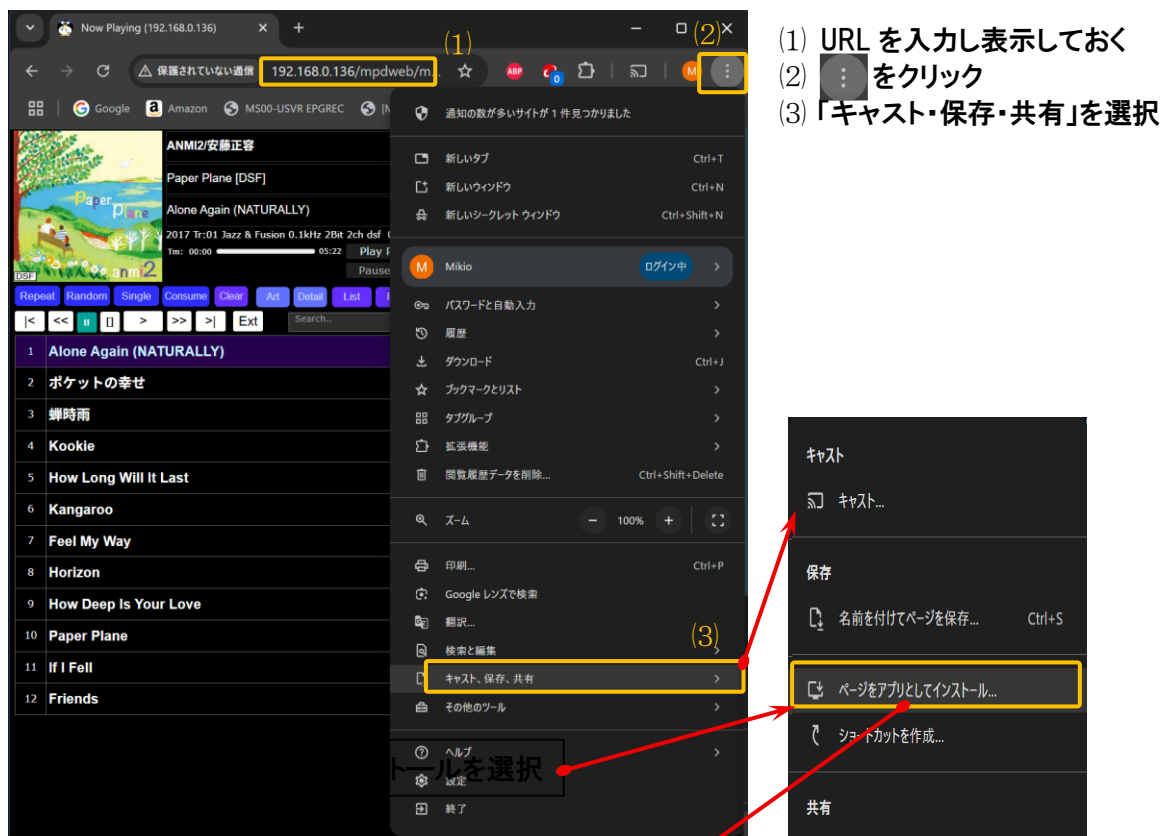 Now Playing (192.168.0.136)
(1)
(2)
保護されていない通信
192.168.0.136/mpdweb/m...
ABP
0
M
Google
Amazon
MS00-USVR EPGREC
ANMI2/安藤正容
Paper Plane [DSF]
Alone Again (NATURALLY)
2017 Tr:01 Jazz & Fusion 0.1kHz 2Bit 2ch dsf
Tm: 00:00
05:22
Play
Pause
Paper Plane
anmi2
DSF
Repeat
Random
Single
Consume
Clear
Art
Detail
List
|<
<<
[]
>
>>
>|
Ext
Search..
1 Alone Again (NATURALLY)
2 ポケットの幸せ
3 蝉時雨
4 Kookie
5 How Long Will It Last
6 Kangaroo
7 Feel My Way
8 Horizon
9 How Deep Is Your Love
10 Paper Plane
11 If I Fell
12 Friends
通知の数が多いサイトが 1 件見つかりました
新しいタブ Ctrl+T
新しいウィンドウ Ctrl+N
新しいシークレット ウィンドウ Ctrl+Shift+N
M Mikio ログイン中
パスワードと自動入力
履歴
ダウンロード Ctrl+J
ブックマークとリスト
タブグループ
拡張機能
閲覧履歴データを削除... Ctrl+Shift+Delete
ズーム − 100% +
印刷... Ctrl+P
Google レンズで検索
翻訳...
検索と編集
(3)
キャスト、保存、共有
その他のツール
ヘルプ
トールを選択
設定
終了
(1) URL を入力し表示しておく
(2) をクリック
(3)「キャスト・保存・共有」を選択
キャスト
キャスト...
保存
名前を付けてページを保存... Ctrl+S
ページをアプリとしてインストール...
ショートカットを作成...
共有